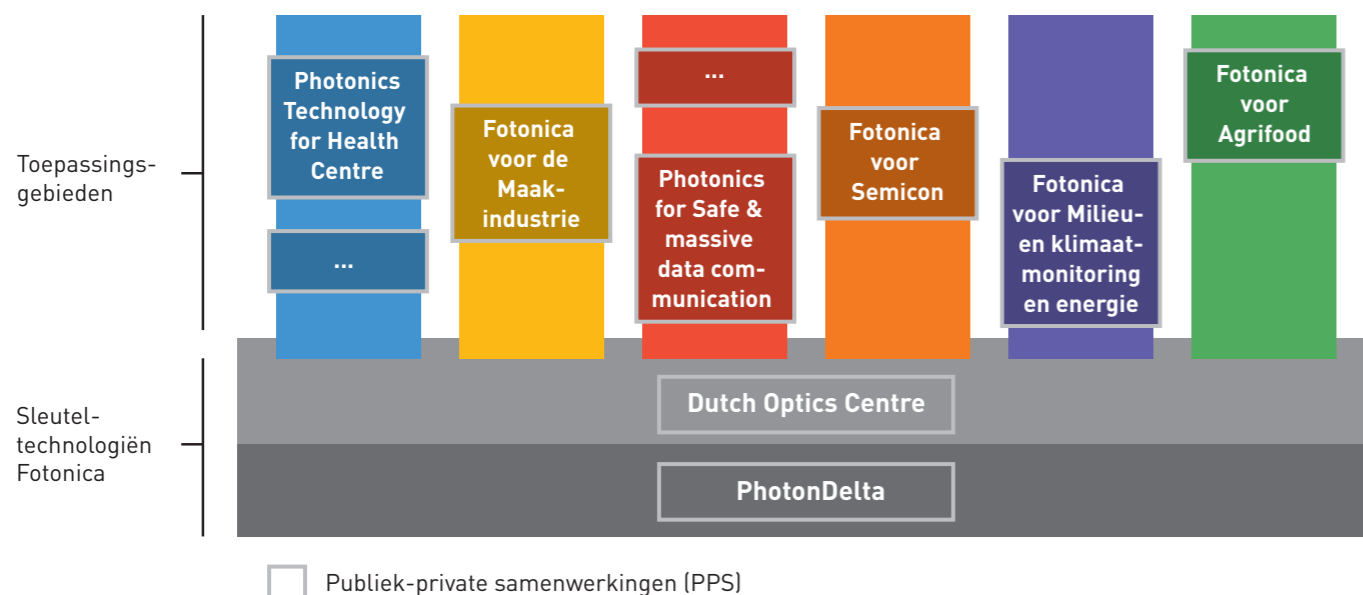 Toepassings-
gebieden
Photonics
Technology
for Health
Centre
...
Fotonica
voor de
Maak-
industrie
...
Photonics
for Safe &
massive
data com-
munication
Fotonica
voor
Semicon
Fotonica
voor Milieu-
en klimaat-
monitoring
en energie
Fotonica
voor
Agrifood
Sleutel-
technologiën
Fotonica
Dutch Optics Centre
PhotonDelta
Publiek-private samenwerkingen (PPS)